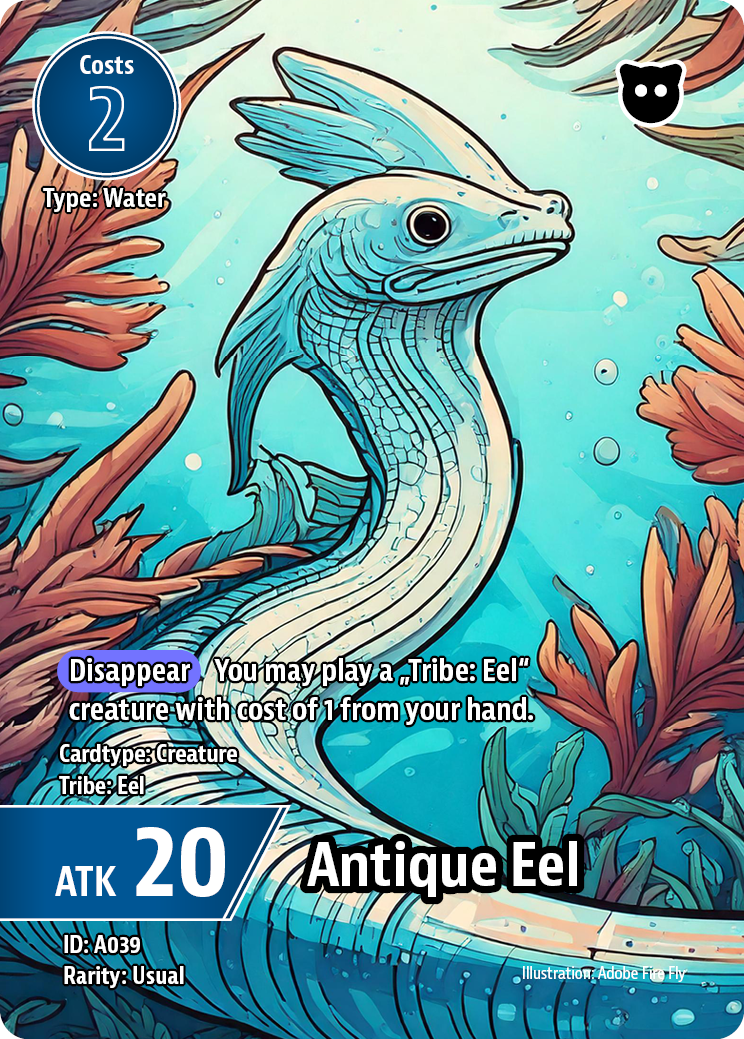 Costs
2
Type: Water
Disappear You may play a „Tribe: Eel“
creature with cost of 1 from your hand.
Cardtype: Creature
Tribe: Eel
ATK 20
Antique Eel
ID: A039
Rarity: Usual
Illustration: Adobe Fire Fly